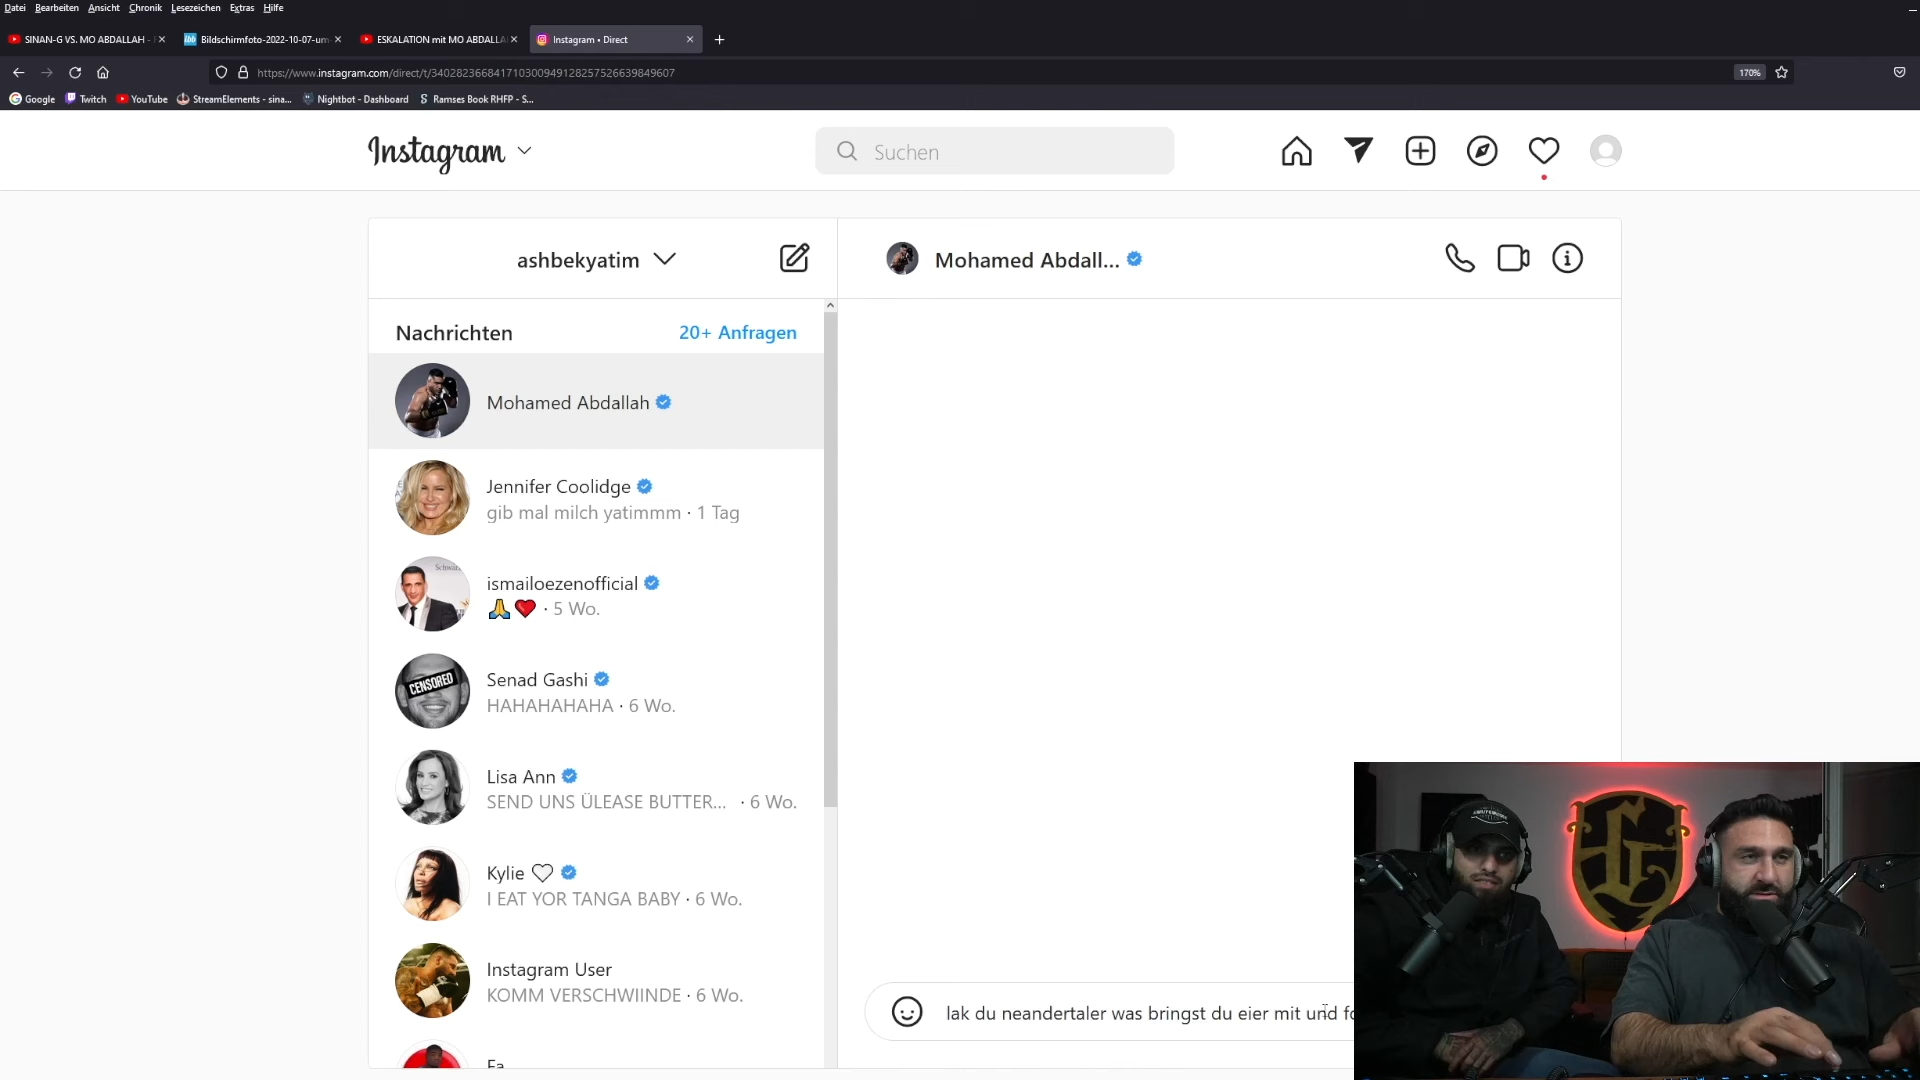 Datei Bearbeiten Ansicht Chronik Lesezeichen Extras Hilfe
SINAN-G VS. MO ABDALLAH -
Bildschirmfoto-2022-10-07-um-
ESKALATION mit MO ABDALLA
Instagram • Direct
https://www.instagram.com/direct/t/340282366841710300949128257526639849607
170%
Google Twitch YouTube StreamElements - sina... Nightbot - Dashboard Ramses Book RHFP - S...
Instagram
Suchen
ashbekyatim
Mohamed Abdall...
Nachrichten
20+ Anfragen
Mohamed Abdallah
Jennifer Coolidge
gib mal milch yatimmm · 1 Tag
ismailoezenofficial
🙏❤️ · 5 Wo.
CENSORED
Senad Gashi
HAHAHAHAHA · 6 Wo.
Lisa Ann
SEND UNS ÜLEASE BUTTER... · 6 Wo.
Kylie ♡
I EAT YOR TANGA BABY · 6 Wo.
Instagram User
KOMM VERSCHWIINDE · 6 Wo.
lak du neandertaler was bringst du eier mit und fo